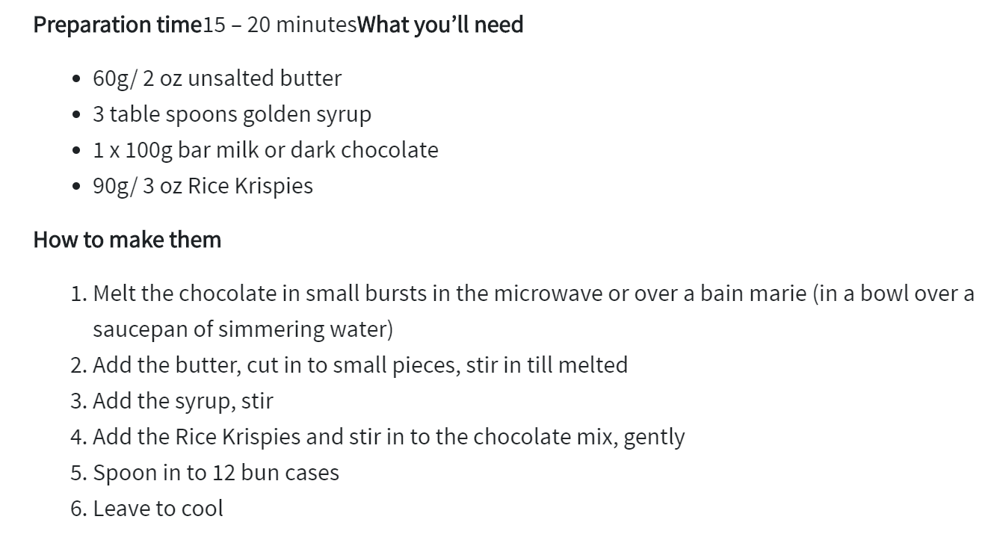 Preparation time15 – 20 minutesWhat you’ll need
• 60g/ 2 oz unsalted butter
• 3 table spoons golden syrup
• 1 x 100g bar milk or dark chocolate
• 90g/ 3 oz Rice Krispies
How to make them
1. Melt the chocolate in small bursts in the microwave or over a bain marie (in a bowl over a
saucepan of simmering water)
2. Add the butter, cut in to small pieces, stir in till melted
3. Add the syrup, stir
4. Add the Rice Krispies and stir in to the chocolate mix, gently
5. Spoon in to 12 bun cases
6. Leave to cool